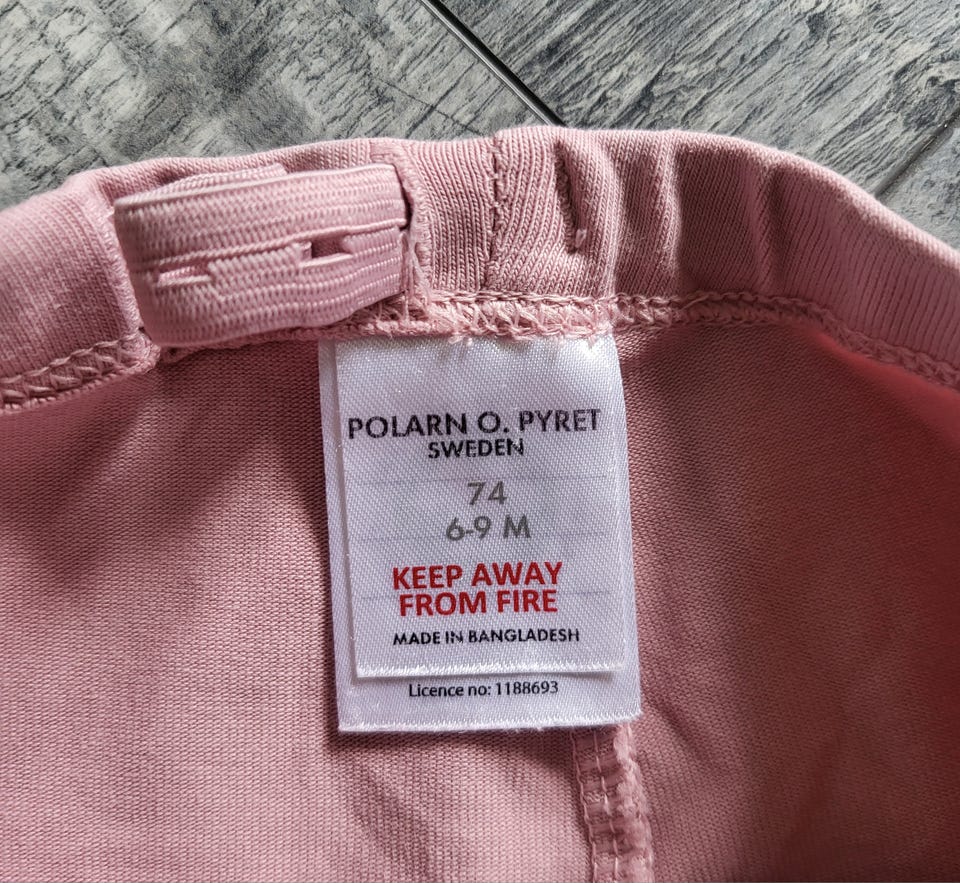 POLARN O. PYRET
SWEDEN
74
6-9 M
KEEP AWAY
FROM FIRE
MADE IN BANGLADESH
Licence no: 1188693